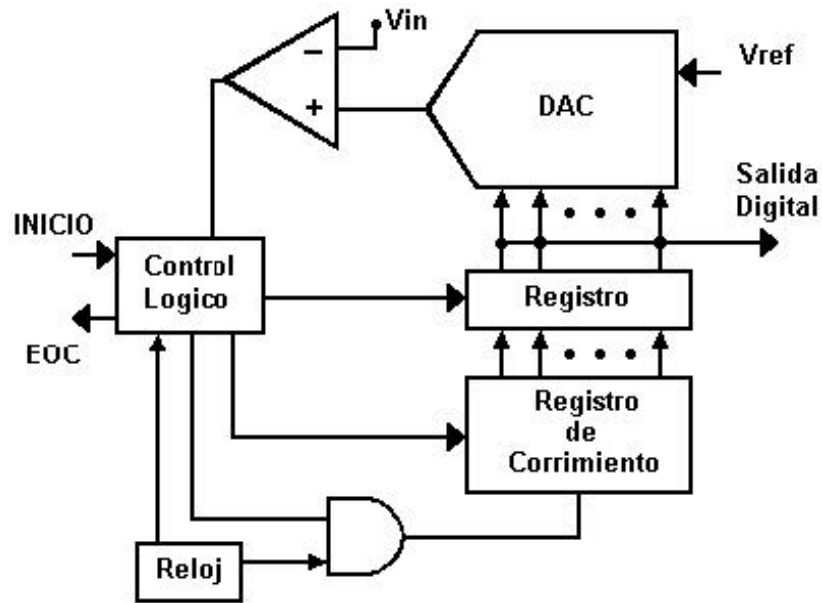 Vin
Vref
−
+
DAC
Salida
Digital
INICIO
Control
Logico
Registro
EOC
Registro
de
Corrimiento
Reloj